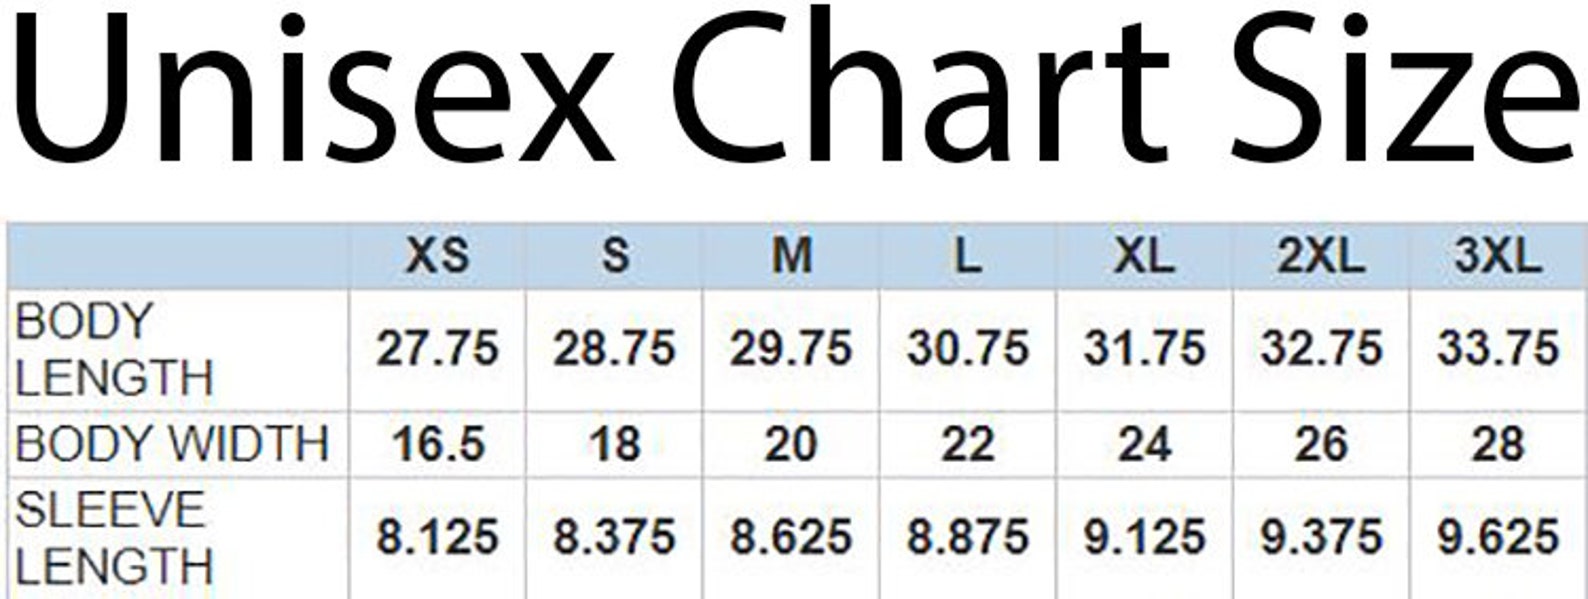 Unisex Chart Size
XS S M L XL 2XL 3XL
BODY
LENGTH 27.75 28.75 29.75 30.75 31.75 32.75 33.75
BODY WIDTH 16.5 18 20 22 24 26 28
SLEEVE
LENGTH 8.125 8.375 8.625 8.875 9.125 9.375 9.625